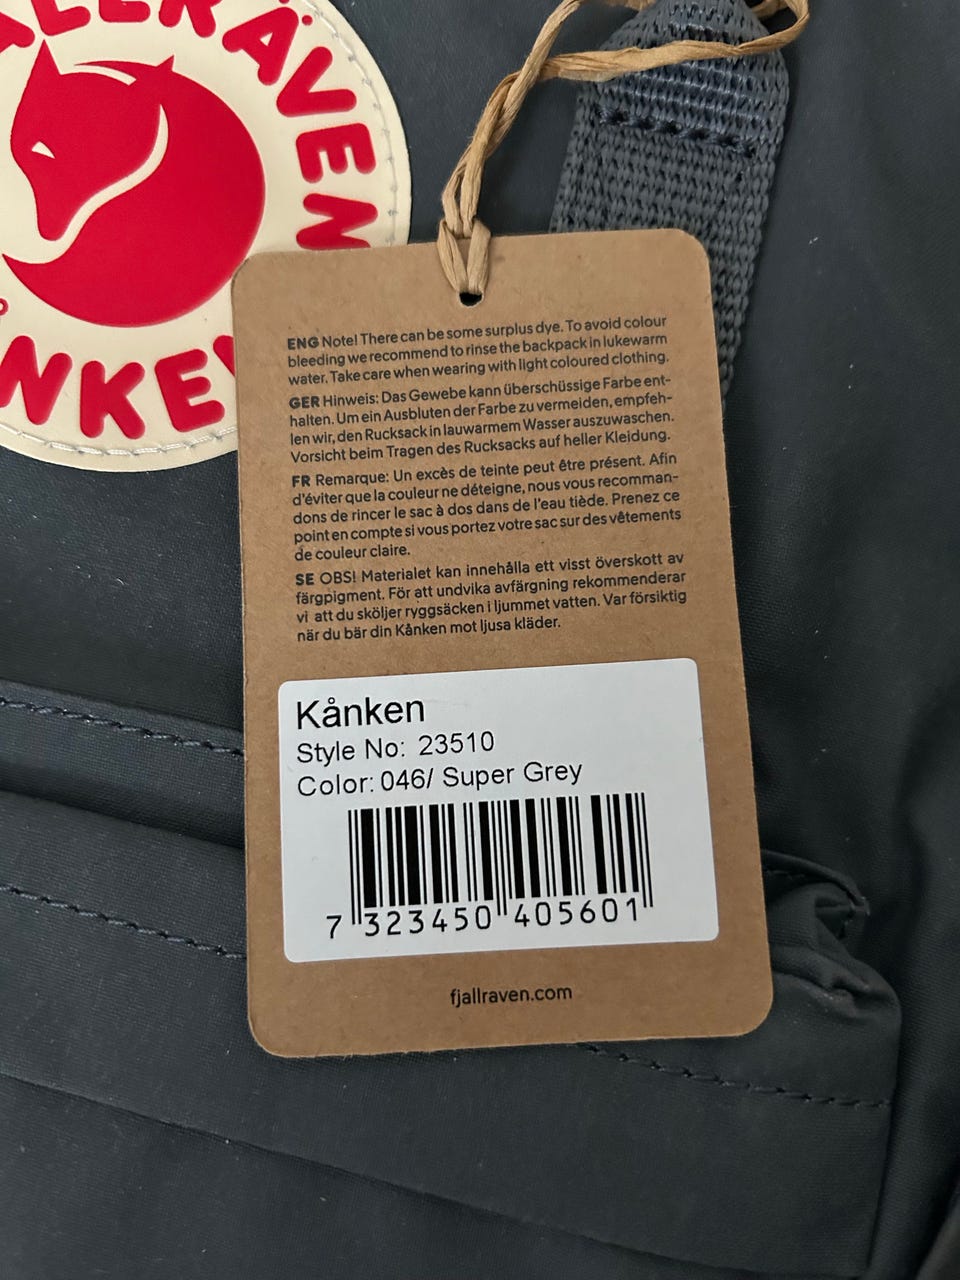 ÄLLRÄVEN
ÅNKEN
ENG Note! There can be some surplus dye. To avoid colour
bleeding we recommend to rinse the backpack in lukewarm
water. Take care when wearing with light coloured clothing.
GER Hinweis: Das Gewebe kann überschüssige Farbe ent-
halten. Um ein Ausbluten der Farbe zu vermeiden, empfeh-
len wir, den Rucksack in lauwarmem Wasser auszuwaschen.
Vorsicht beim Tragen des Rucksacks auf heller Kleidung.
FR Remarque: Un excès de teinte peut être présent. Afin
d'éviter que la couleur ne déteigne, nous vous recomman-
dons de rincer le sac à dos dans de l'eau tiède. Prenez ce
point en compte si vous portez votre sac sur des vêtements
de couleur claire.
SE OBS! Materialet kan innehålla ett visst överskott av
färgpigment. För att undvika avfärgning rekommenderar
vi att du sköljer ryggsäcken i ljummet vatten. Var försiktig
när du bär din Kånken mot ljusa kläder.
Kånken
Style No: 23510
Color: 046/ Super Grey
7 323450 405601
fjallraven.com